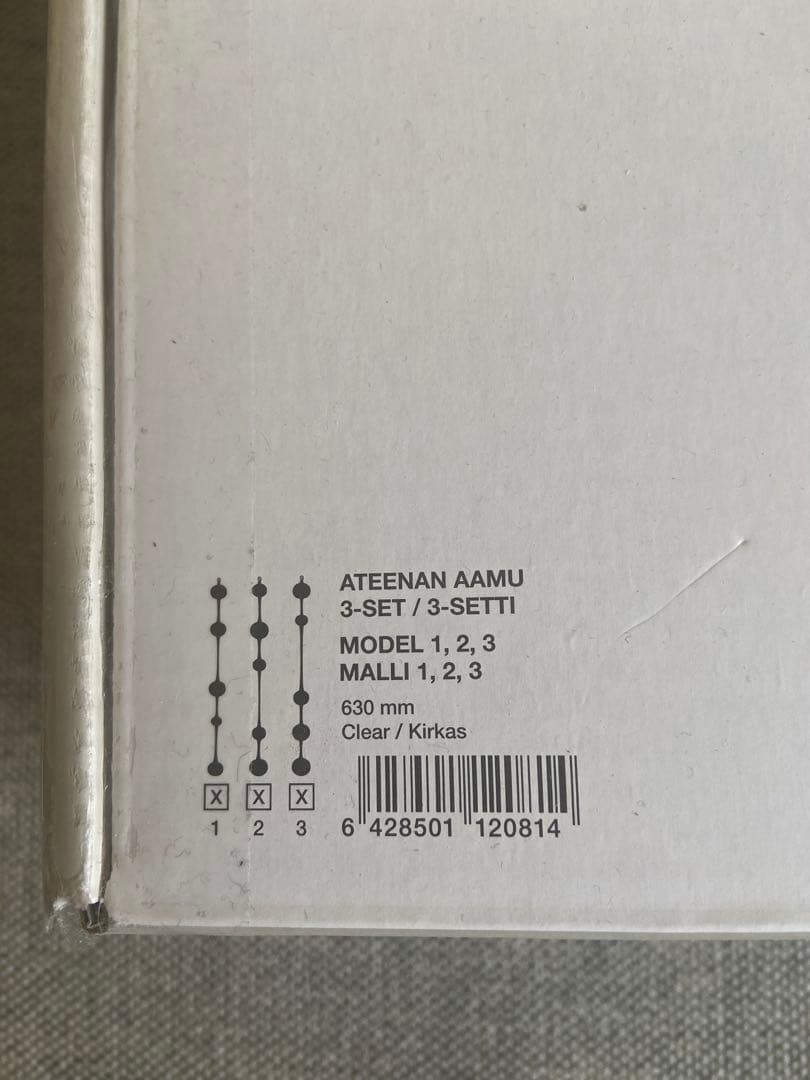 ATEENAN AAMU
3-SET / 3-SETTI
MODEL 1, 2, 3
MALLI 1, 2, 3
630 mm
Clear / Kirkas
X X X
1 2 3
6 428501 120814